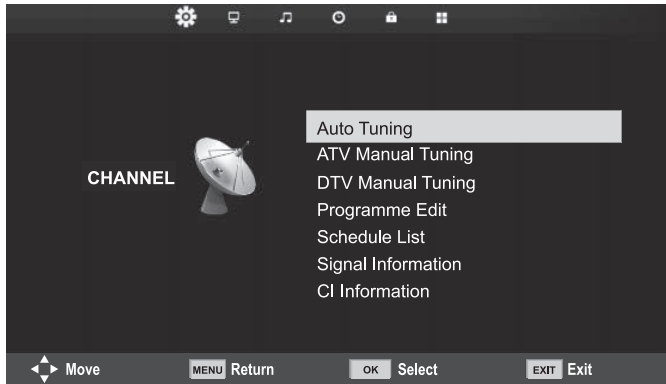 Auto Tuning
ATV Manual Tuning
CHANNEL
DTV Manual Tuning
Programme Edit
Schedule List
Signal Information
CI Information
Move MENU Return OK Select EXIT Exit